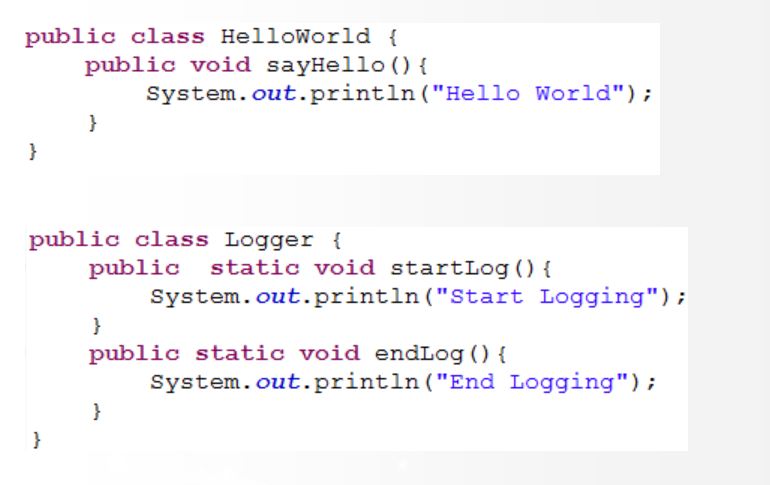 public class HelloWorld {
    public void sayHello(){
        System.out.println("Hello World");
    }
}
public class Logger {
    public  static void startLog(){
        System.out.println("Start Logging");
    }
    public static void endLog(){
        System.out.println("End Logging");
    }
}